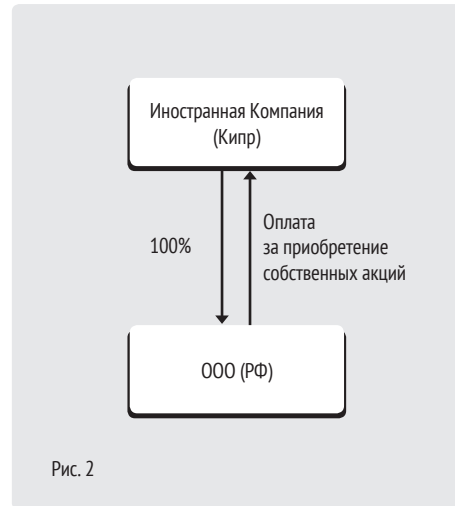 Иностранная Компания
(Кипр)
100%
Оплата
за приобретение
собственных акций
ООО (РФ)
Рис. 2